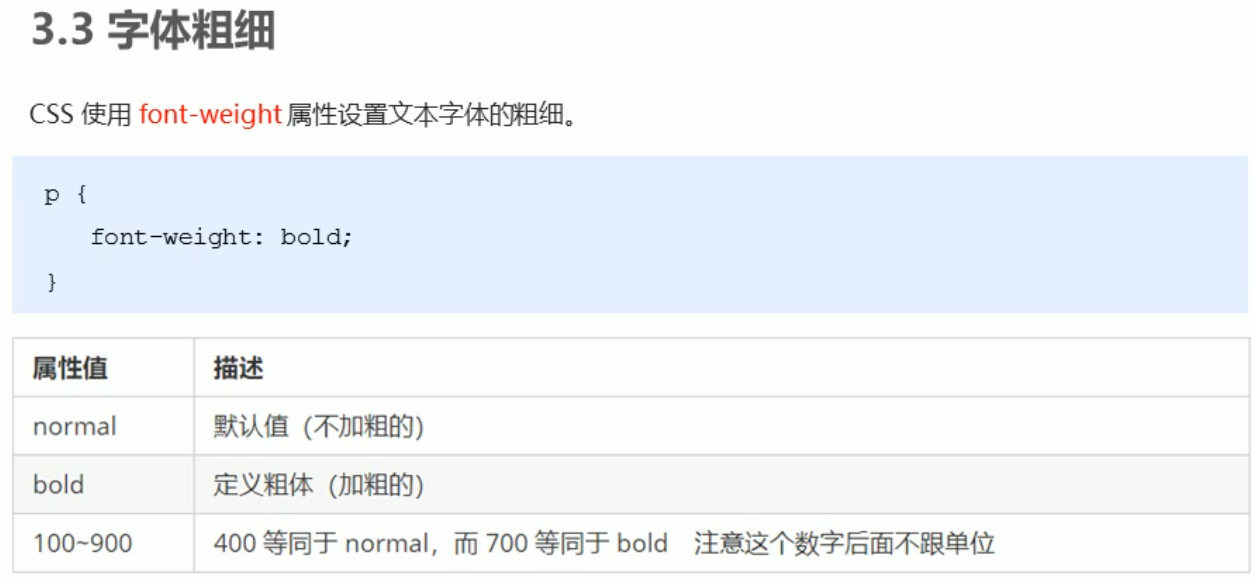 3.3 字体粗细
CSS 使用 font-weight 属性设置文本字体的粗细。
p {
font-weight: bold;
}
属性值 描述
normal 默认值（不加粗的）
bold 定义粗体（加粗的）
100~900 400 等同于 normal，而 700 等同于 bold 注意这个数字后面不跟单位